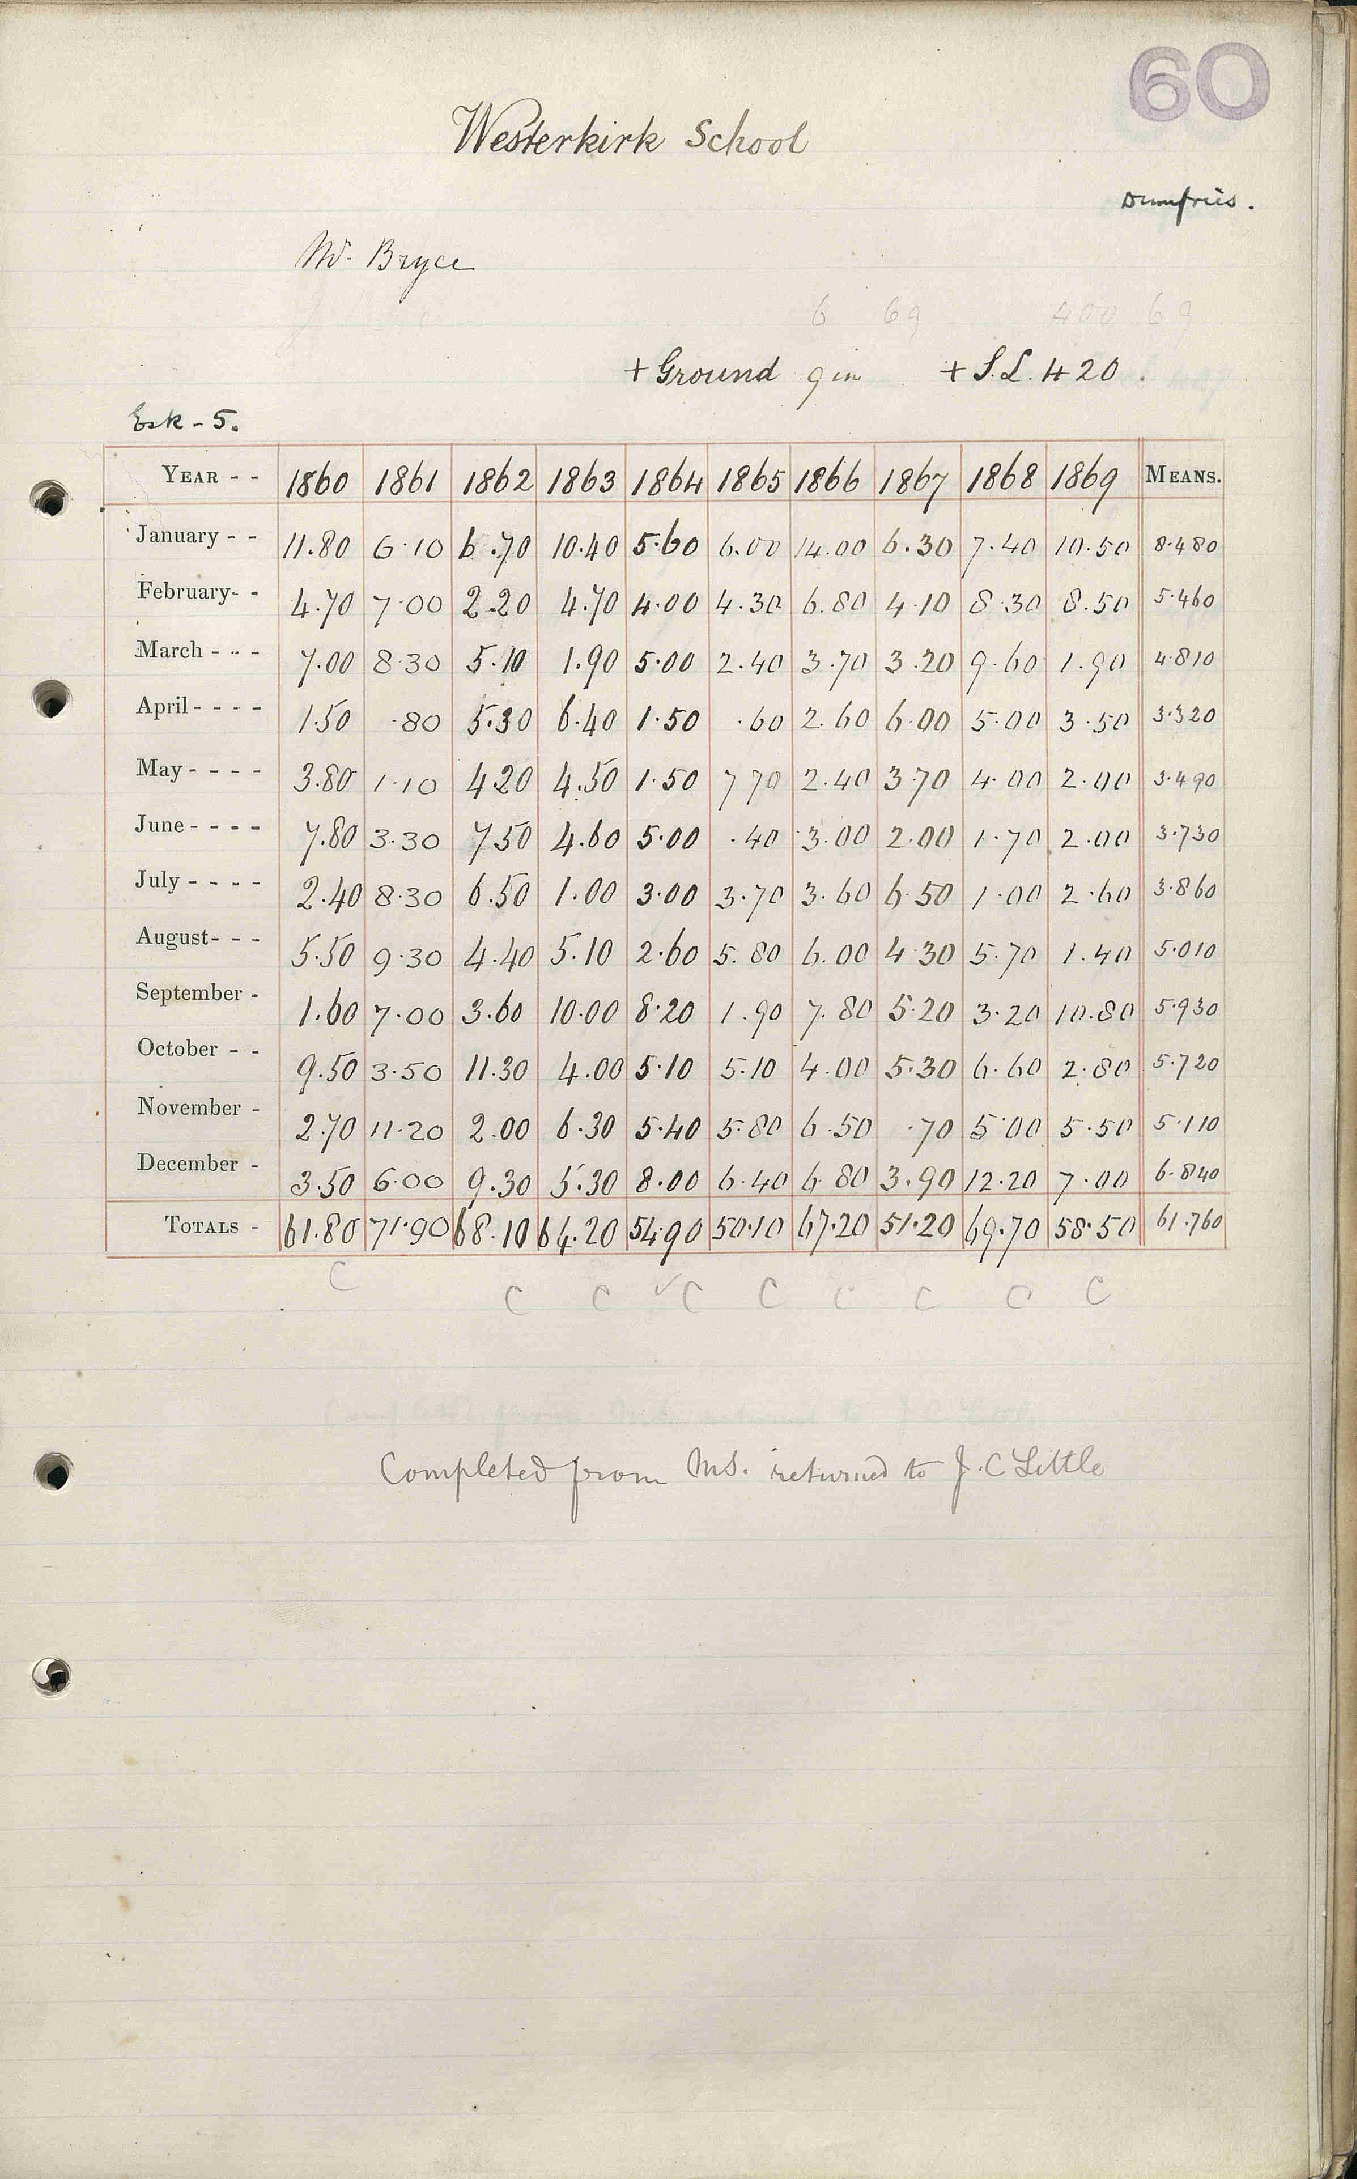 60
Westerkirk School
Dumfries.
Mr. Bryce
6 69 400 69
+ Ground 9 in + S.L. 420.
Esk - 5.
YEAR - - 1860 1861 1862 1863 1864 1865 1866 1867 1868 1869 MEANS.
January - - 11.80 6.10 6.70 10.40 5.60 6.00 14.00 6.30 7.40 10.50 8.480
February- - 4.70 7.00 2.20 4.70 4.00 4.30 6.80 4.10 8.30 8.50 5.460
March - - - 7.00 8.30 5.10 1.90 5.00 2.40 3.70 3.20 9.60 1.90 4.810
April - - - - 1.50 .80 5.30 6.40 1.50 .60 2.60 6.00 5.00 3.50 3.320
May - - - - 3.80 1.10 4.20 4.50 1.50 7.70 2.40 3.70 4.00 2.00 3.490
June - - - - 7.80 3.30 7.50 4.60 5.00 .40 3.00 2.00 1.70 2.00 3.730
July - - - - 2.40 8.30 6.50 1.00 3.00 3.70 3.60 6.50 1.00 2.60 3.860
August- - - 5.50 9.30 4.40 5.10 2.60 5.80 6.00 4.30 5.70 1.40 5.010
September - 1.60 7.00 3.60 10.00 8.20 1.90 7.80 5.20 3.20 10.80 5.930
October - - 9.50 3.50 11.30 4.00 5.10 5.10 4.00 5.30 6.60 2.80 5.720
November - 2.70 11.20 2.00 6.30 5.40 5.80 6.50 .70 5.00 5.50 5.110
December - 3.50 6.00 9.30 5.30 8.00 6.40 6.80 3.90 12.20 7.00 6.840
TOTALS - 61.80 71.90 68.10 64.20 54.90 50.10 67.20 51.20 69.70 58.50 61.760
C C C ✓C C C C C C
Completed from MS. returned to J. C Little